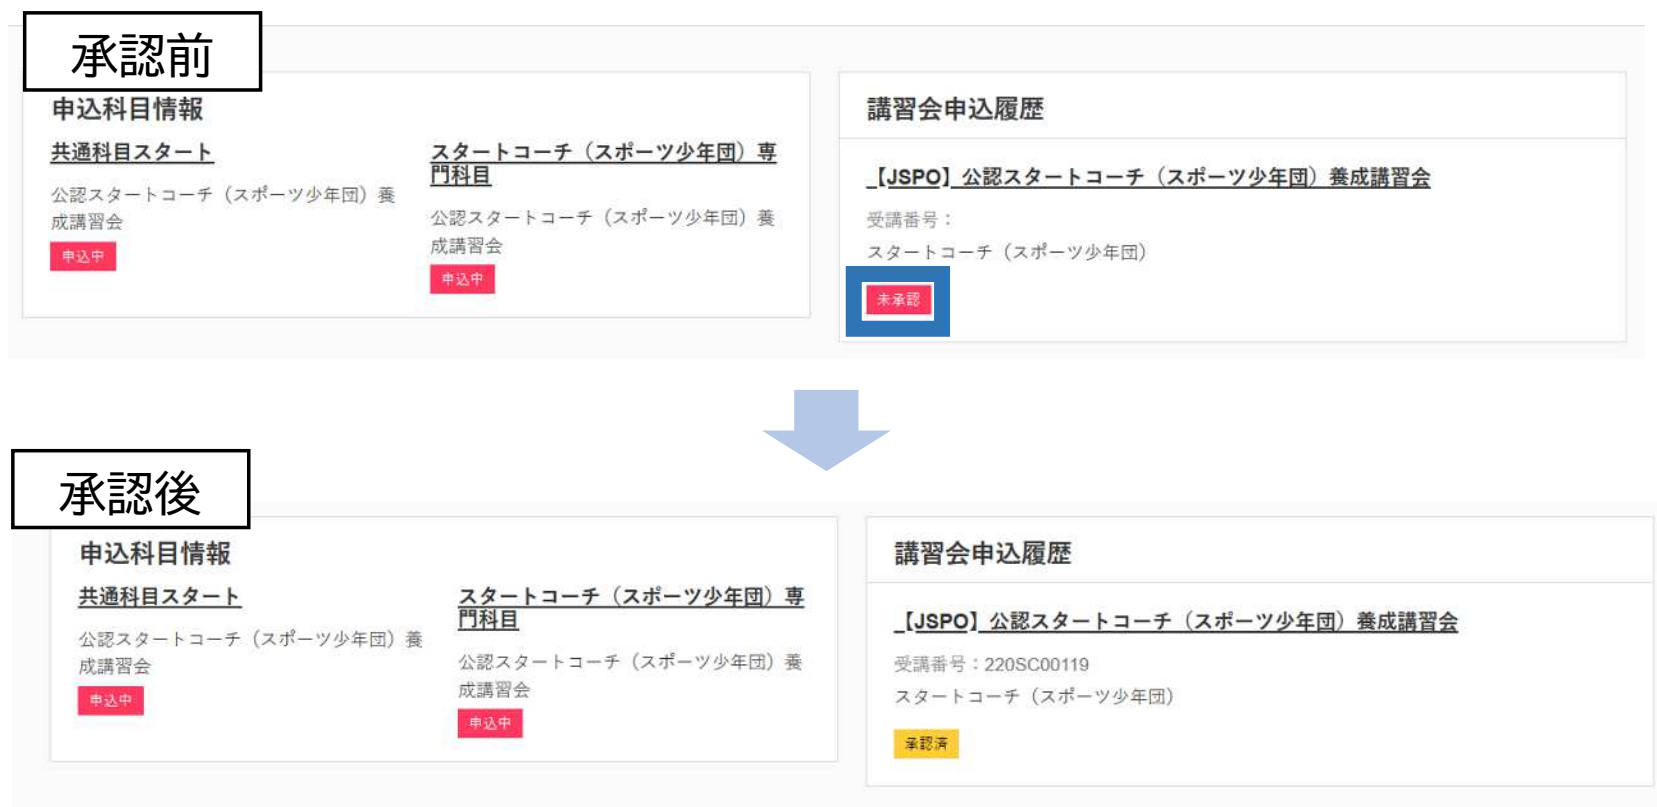 承認前
申込科目情報
共通科目スタート
公認スタートコーチ（スポーツ少年団）養
成講習会
申込中
スタートコーチ（スポーツ少年団）専
門科目
公認スタートコーチ（スポーツ少年団）養
成講習会
申込中
講習会申込履歴
【JSPO】公認スタートコーチ（スポーツ少年団）養成講習会
受講番号：
スタートコーチ（スポーツ少年団）
未承認
承認後
申込科目情報
共通科目スタート
公認スタートコーチ（スポーツ少年団）養
成講習会
申込中
スタートコーチ（スポーツ少年団）専
門科目
公認スタートコーチ（スポーツ少年団）養
成講習会
申込中
講習会申込履歴
【JSPO】公認スタートコーチ（スポーツ少年団）養成講習会
受講番号：220SC00119
スタートコーチ（スポーツ少年団）
承認済